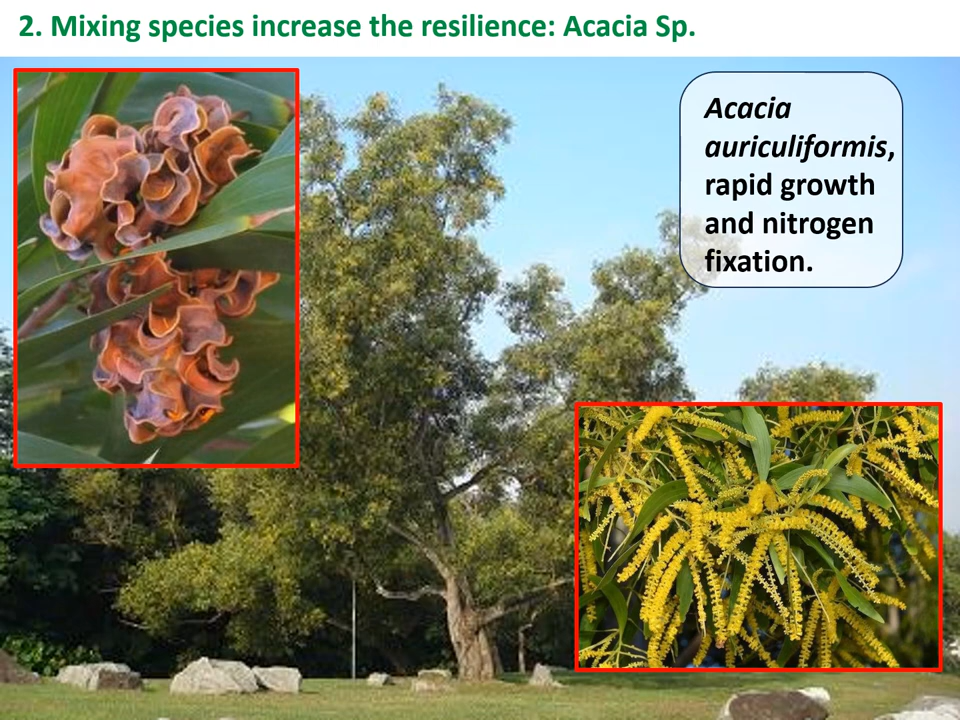 2. Mixing species increase the resilience: Acacia Sp.
Acacia
auriculiformis,
rapid growth
and nitrogen
fixation.